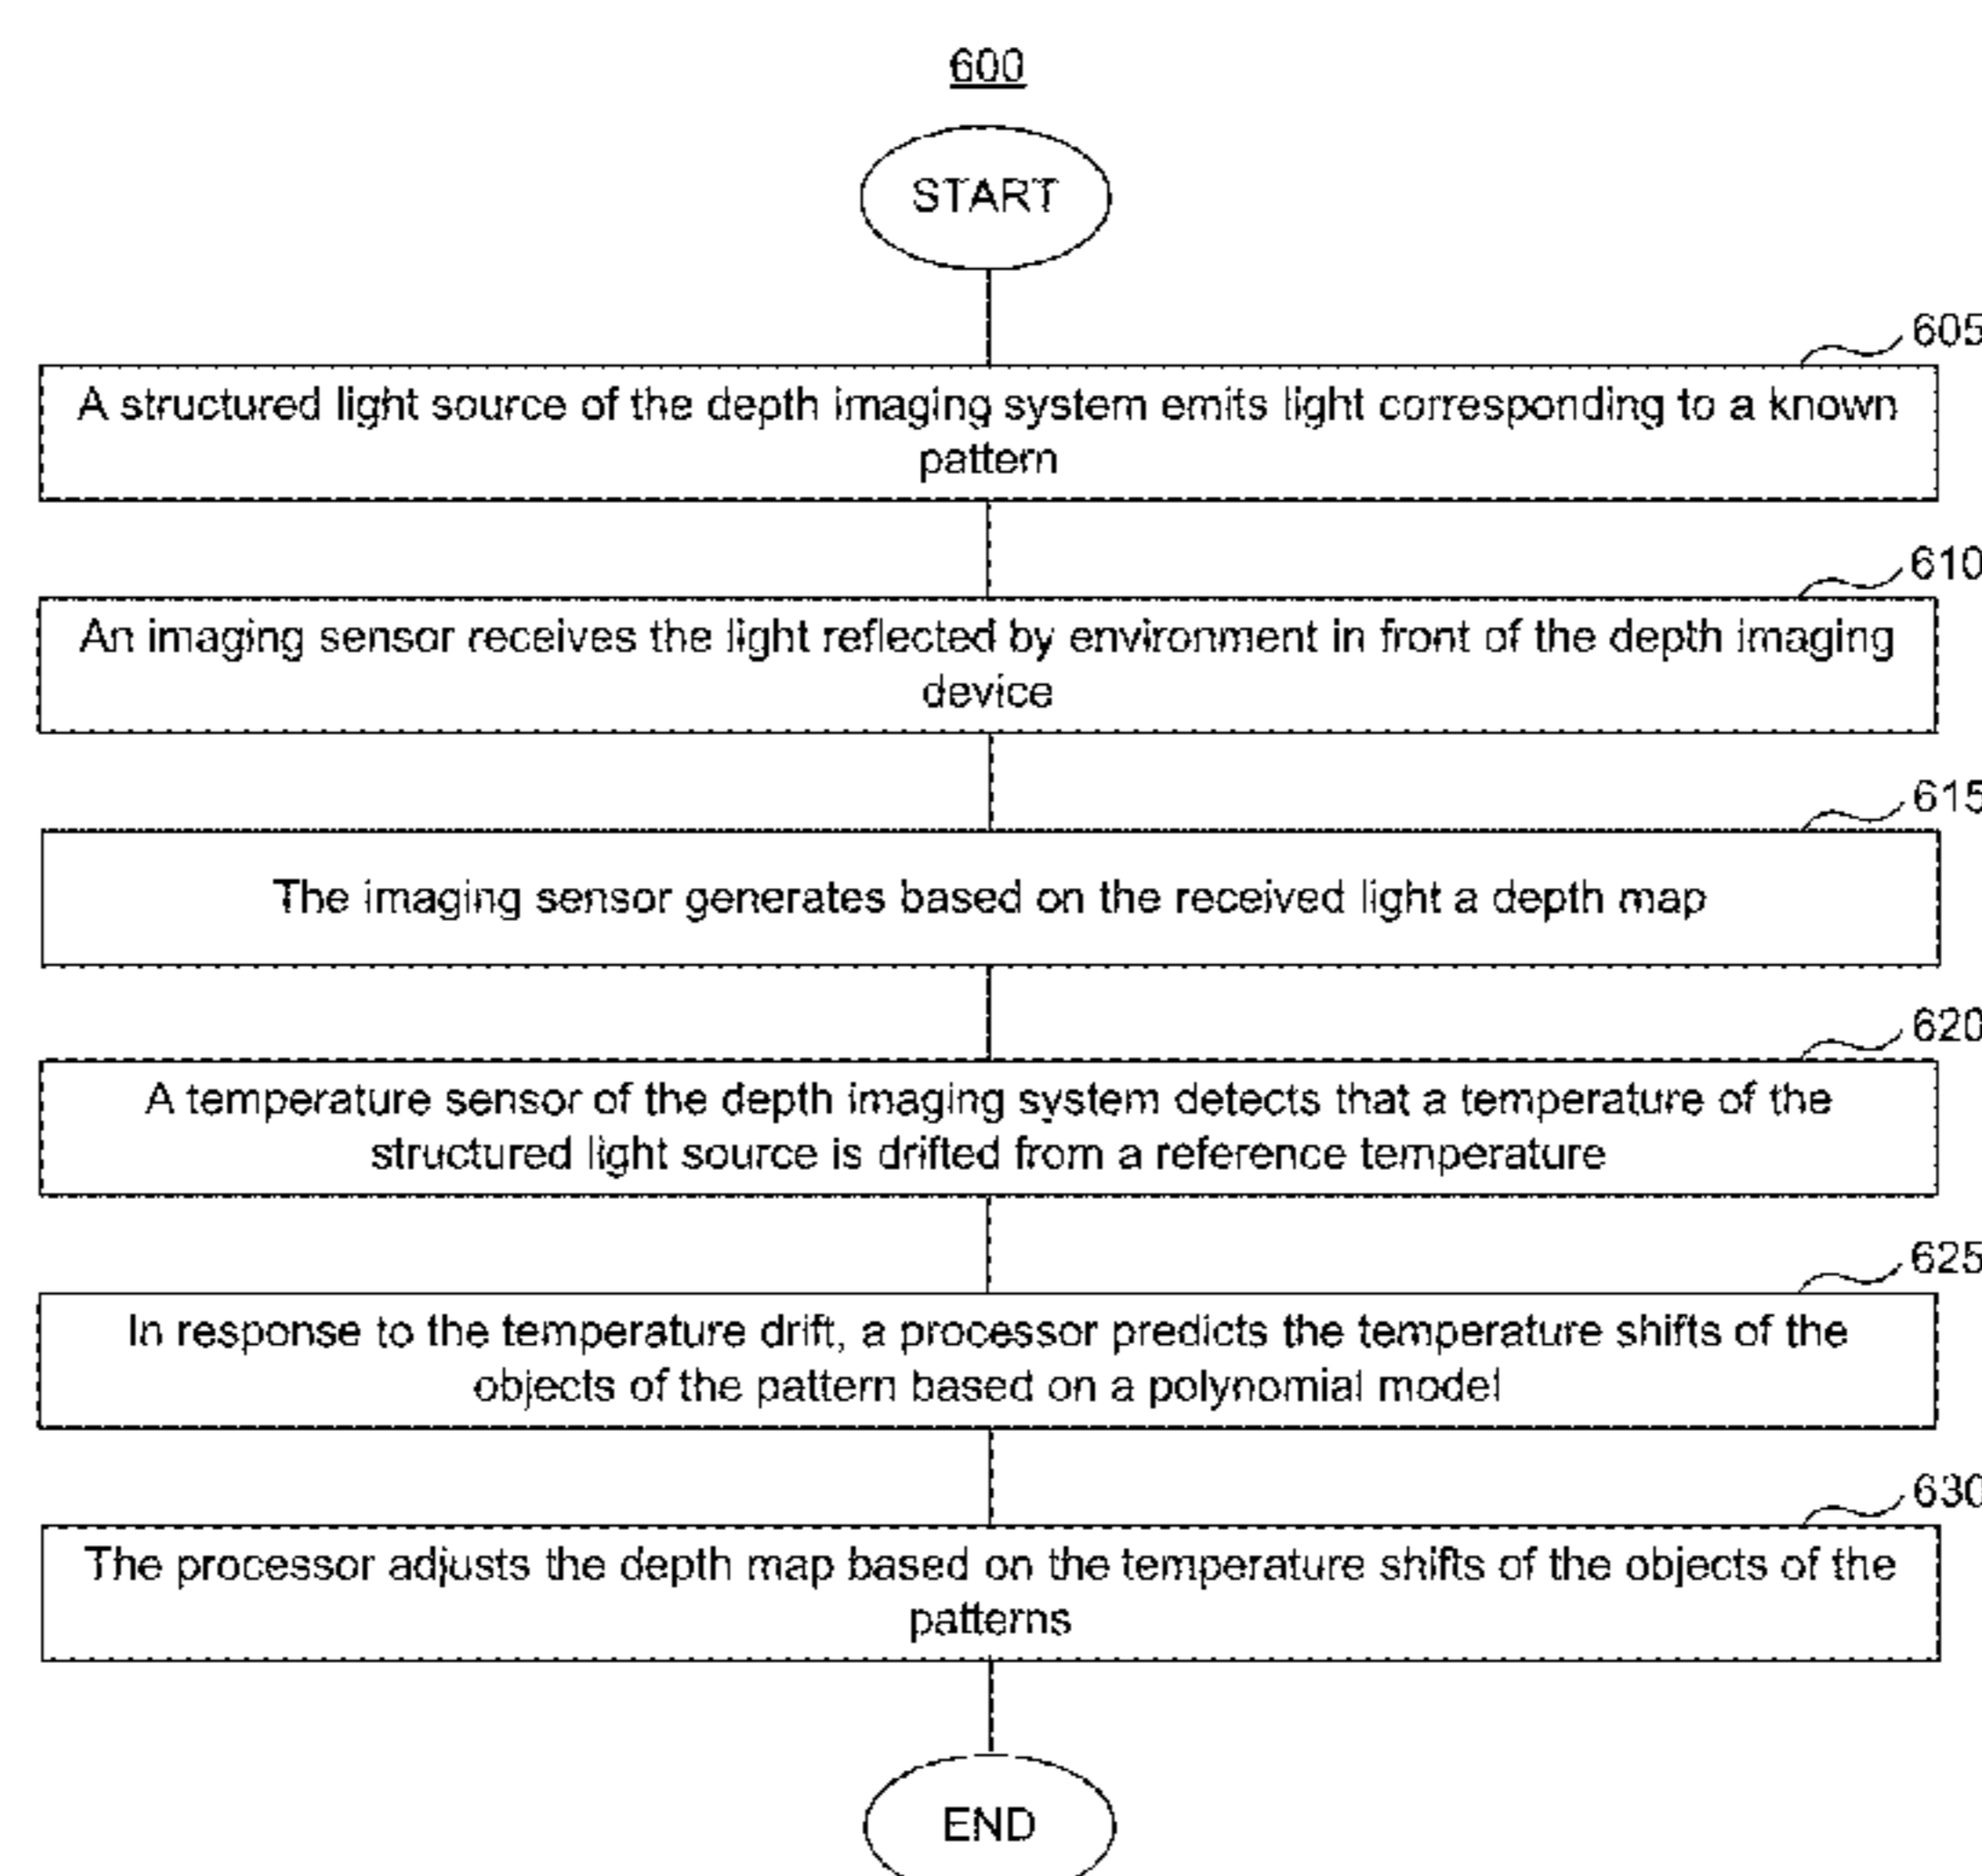 600
START
605
A structured light source of the depth imaging system emits light corresponding to a known
pattern
610
An imaging sensor receives the light reflected by environment in front of the depth imaging
device
615
The imaging sensor generates based on the received light a depth map
620
A temperature sensor of the depth imaging system detects that a temperature of the
structured light source is drifted from a reference temperature
625
In response to the temperature drift, a processor predicts the temperature shifts of the
objects of the pattern based on a polynomial model
630
The processor adjusts the depth map based on the temperature shifts of the objects of the
patterns
END